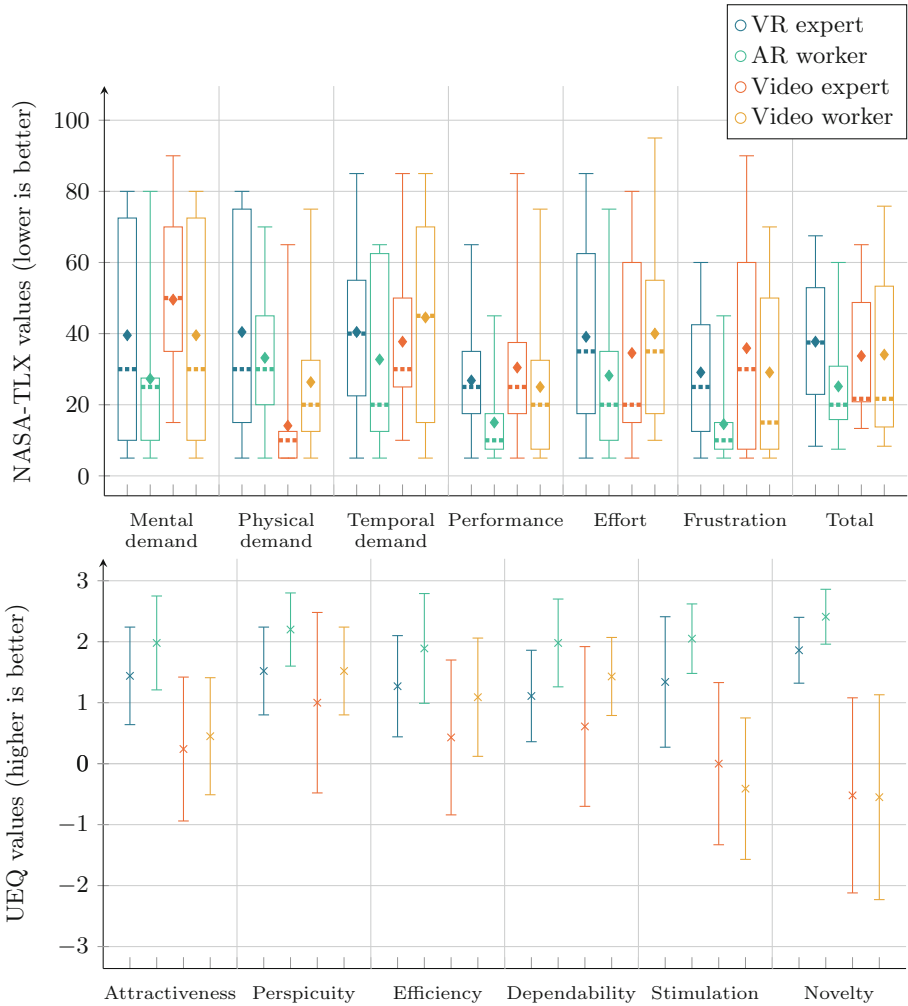 VR expert
AR worker
Video expert
Video worker
NASA-TLX values (lower is better)
100
80
60
40
20
0
Mental demand
Physical demand
Temporal demand
Performance
Effort
Frustration
Total
UEQ values (higher is better)
3
2
1
0
−1
−2
−3
Attractiveness
Perspicuity
Efficiency
Dependability
Stimulation
Novelty